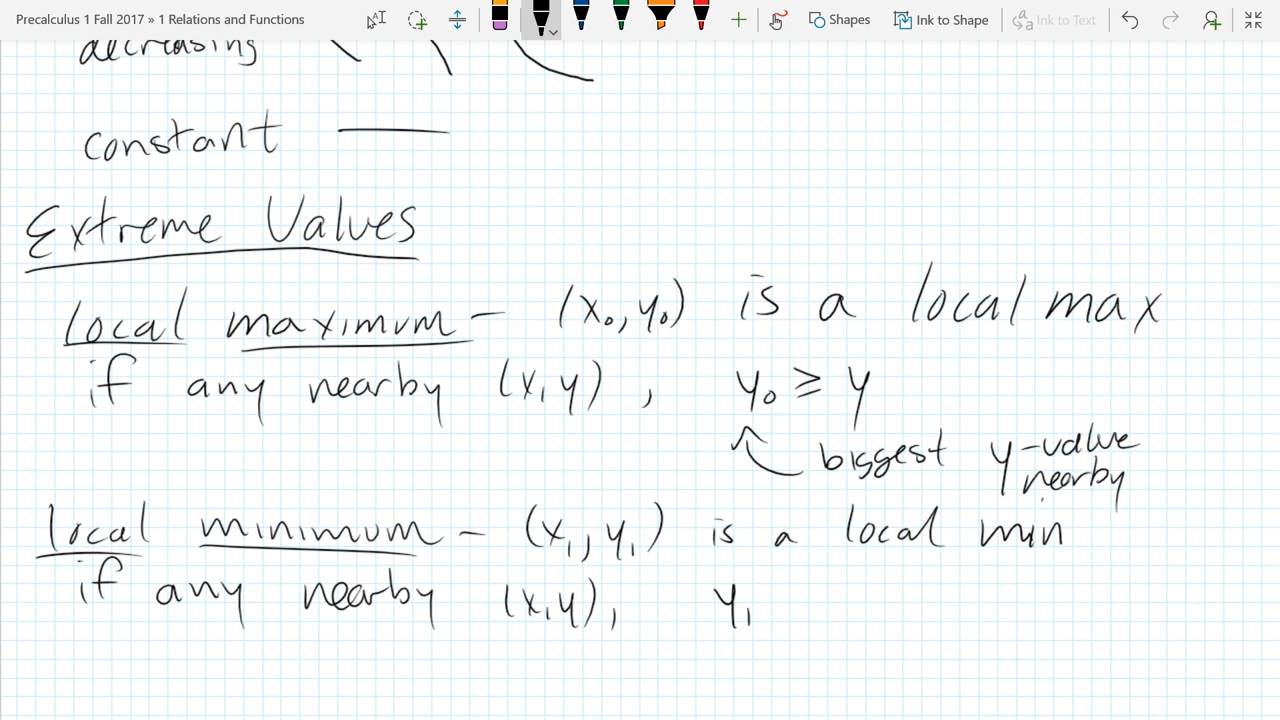 Precalculus 1 Fall 2017 » 1 Relations and Functions
Shapes
Ink to Shape
Ink to Text
decreasing
constant
Extreme Values
local maximum - (x₀, y₀) is a local max
if any nearby (x, y), y₀ ≥ y
biggest y-value
nearby
local minimum - (x₁, y₁) is a local min
if any nearby (x, y), y₁